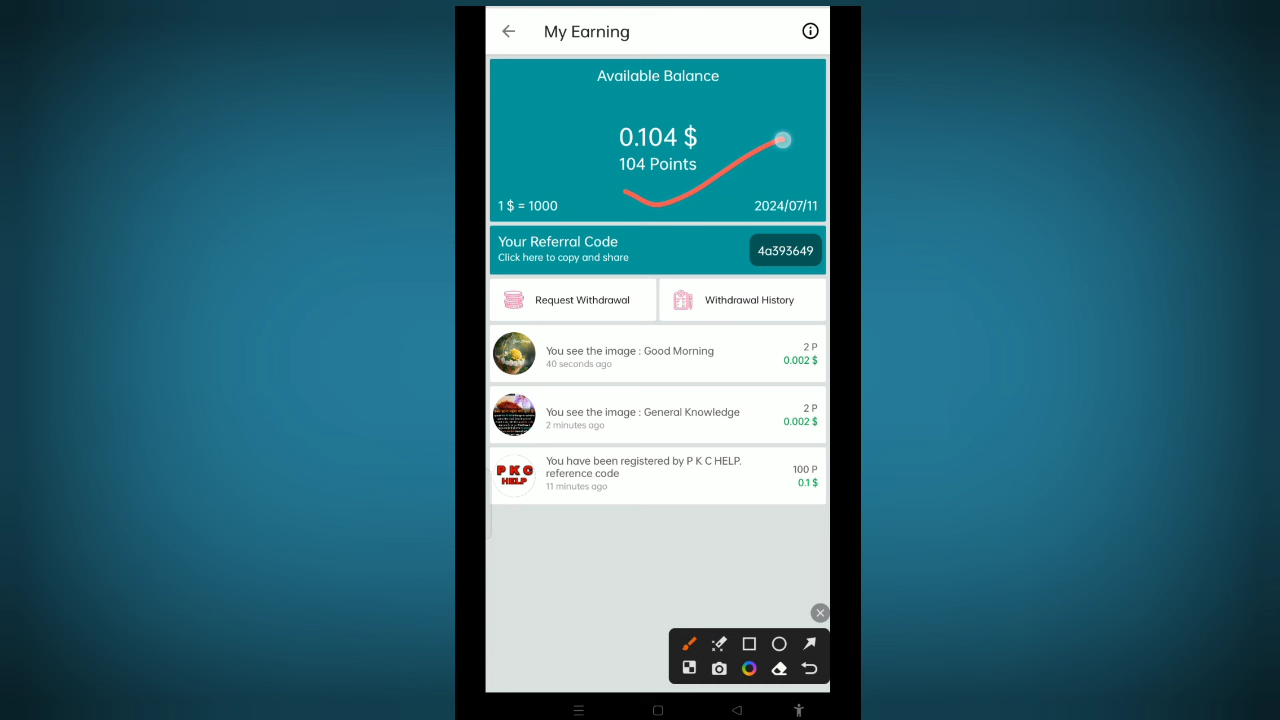 My Earning
Available Balance
0.104 $
104 Points
1 $ = 1000
2024/07/11
Your Referral Code
Click here to copy and share
4a393649
Request Withdrawal
Withdrawal History
You see the image : Good Morning
40 seconds ago
2 P
0.002 $
You see the image : General Knowledge
2 minutes ago
2 P
0.002 $
P K C
HELP
You have been registered by P K C HELP.
reference code
11 minutes ago
100 P
0.1 $